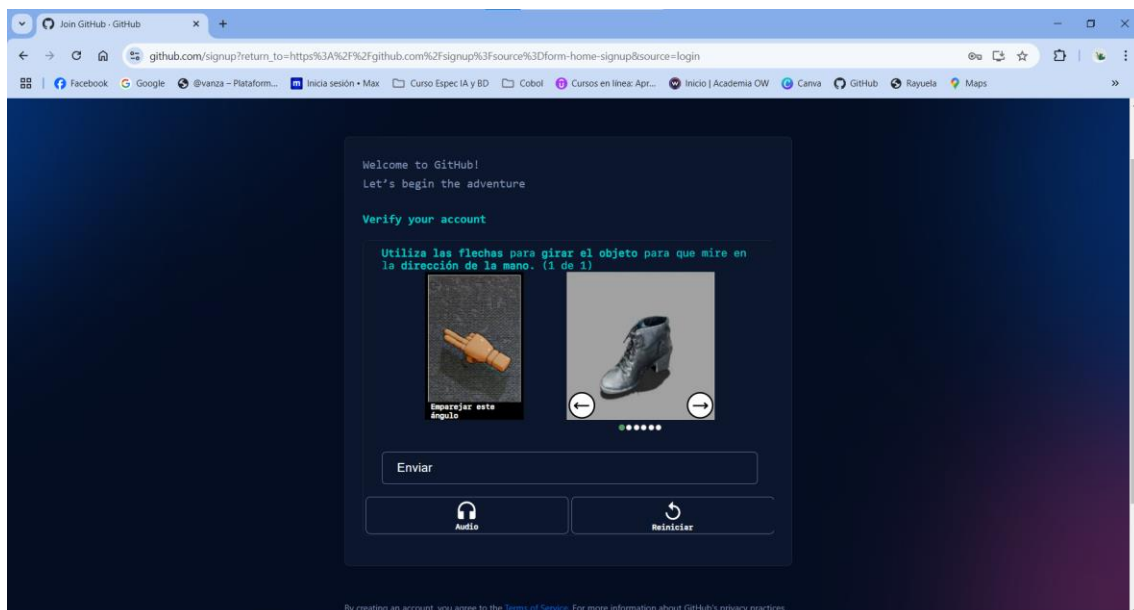 Join GitHub · GitHub
github.com/signup?return_to=https%3A%2F%2Fgithub.com%2Fsignup%3Fsource%3Dform-home-signup&source=login
Facebook Google @vanza – Plataform... Inicia sesión • Max Curso Espec IA y BD Cobol Cursos en línea: Apr... Inicio | Academia OW Canva GitHub Rayuela Maps
Welcome to GitHub!
Let's begin the adventure
Verify your account
Utiliza las flechas para girar el objeto para que mire en
la dirección de la mano. (1 de 1)
Emparejar este
ángulo
Enviar
Audio
Reiniciar
By creating an account, you agree to the Terms of Service. For more information about GitHub's privacy practices,